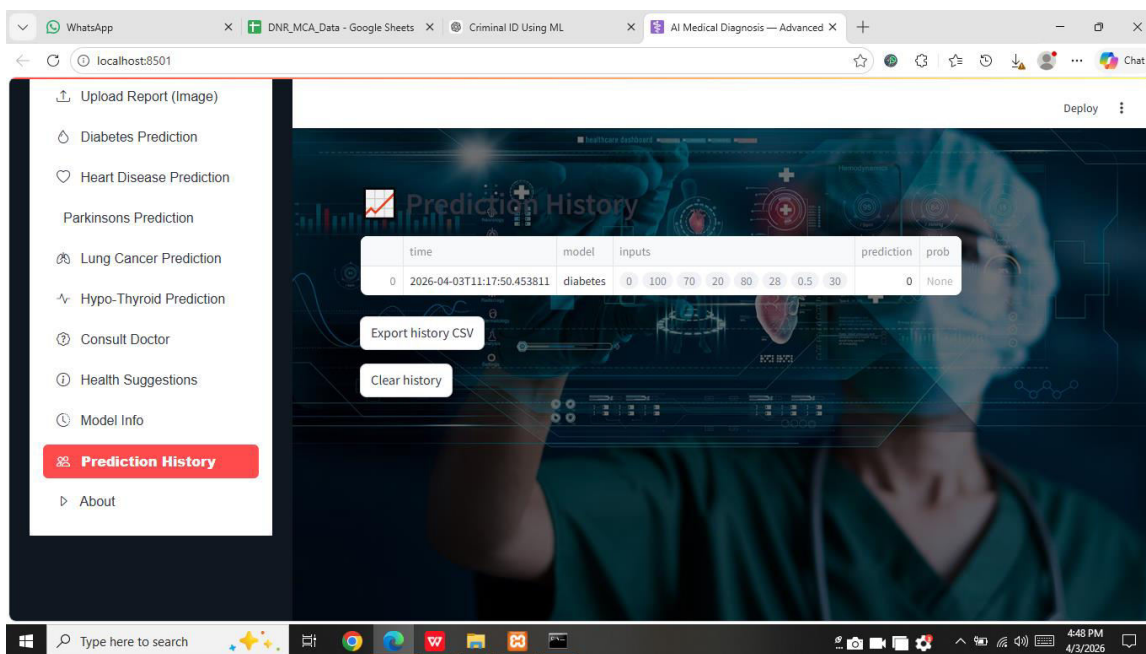 WhatsApp
DNR_MCA_Data - Google Sheets
Criminal ID Using ML
AI Medical Diagnosis — Advanced
localhost:8501
Chat
Upload Report (Image)
Diabetes Prediction
Heart Disease Prediction
Parkinsons Prediction
Lung Cancer Prediction
Hypo-Thyroid Prediction
Consult Doctor
Health Suggestions
Model Info
Prediction History
About
Deploy
healthcare dashboard
Prediction History
time model inputs prediction prob
0 2026-04-03T11:17:50.453811 diabetes 0 100 70 20 80 28 0.5 30 0 None
Export history CSV
Clear history
Type here to search
4:48 PM
4/3/2026